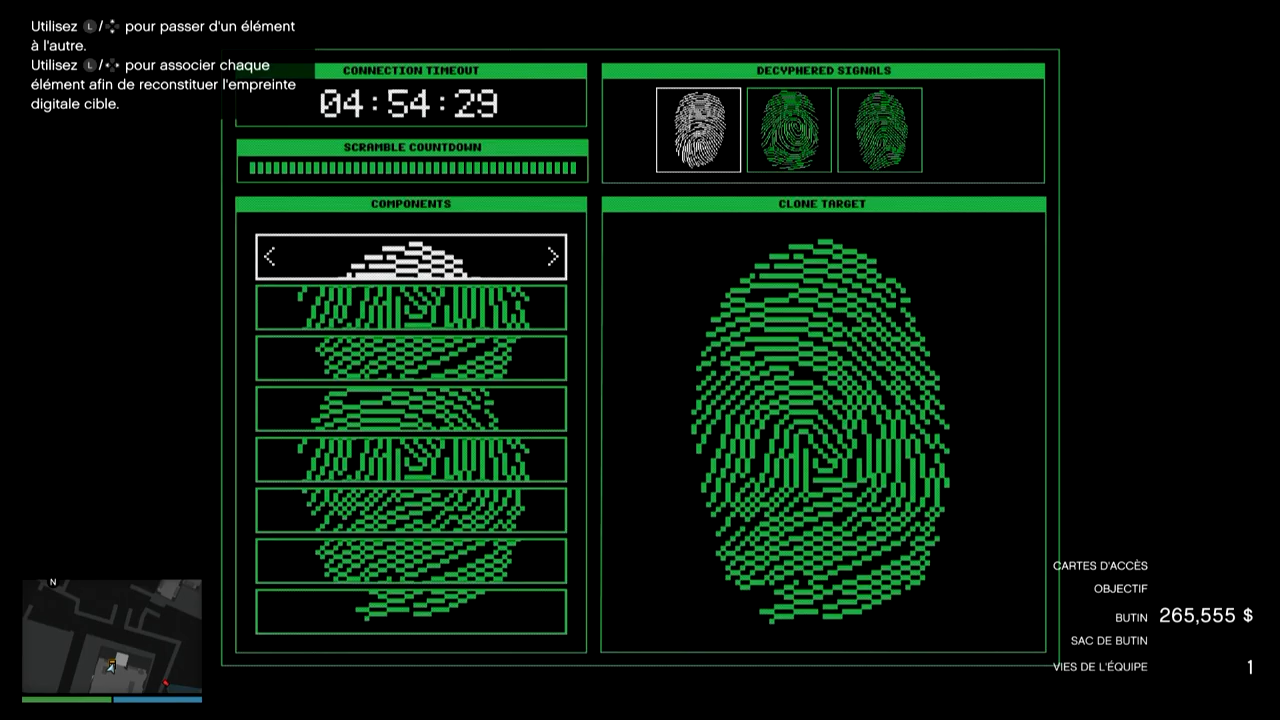 Utilisez L/ pour passer d'un élément
à l'autre.
Utilisez L/ pour associer chaque
élément afin de reconstituer l'empreinte
digitale cible.
CONNECTION TIMEOUT
04:54:29
SCRAMBLE COUNTDOWN
DECYPHERED SIGNALS
COMPONENTS
CLONE TARGET
N
CARTES D'ACCÈS
OBJECTIF
BUTIN 265,555 $
SAC DE BUTIN
VIES DE L'ÉQUIPE 1